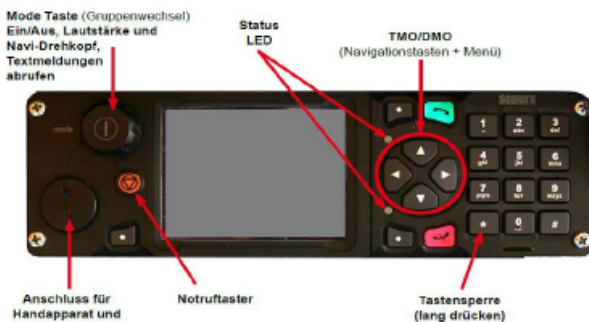 Mode Taste (Gruppenwechsel)
Ein/Aus, Lautstärke und
Navi-Drehkopf,
Textmeldungen
abrufen
Status
LED
TMO/DMO
(Navigationstasten + Menü)
mode
Sepura
1
2 abc
3 def
4 ghi
5 jkl
6 mno
7 pqrs
8 tuv
9 wxyz
*
0
#
Anschluss für
Handapparat und
Notruftaster
Tastensperre
(lang drücken)